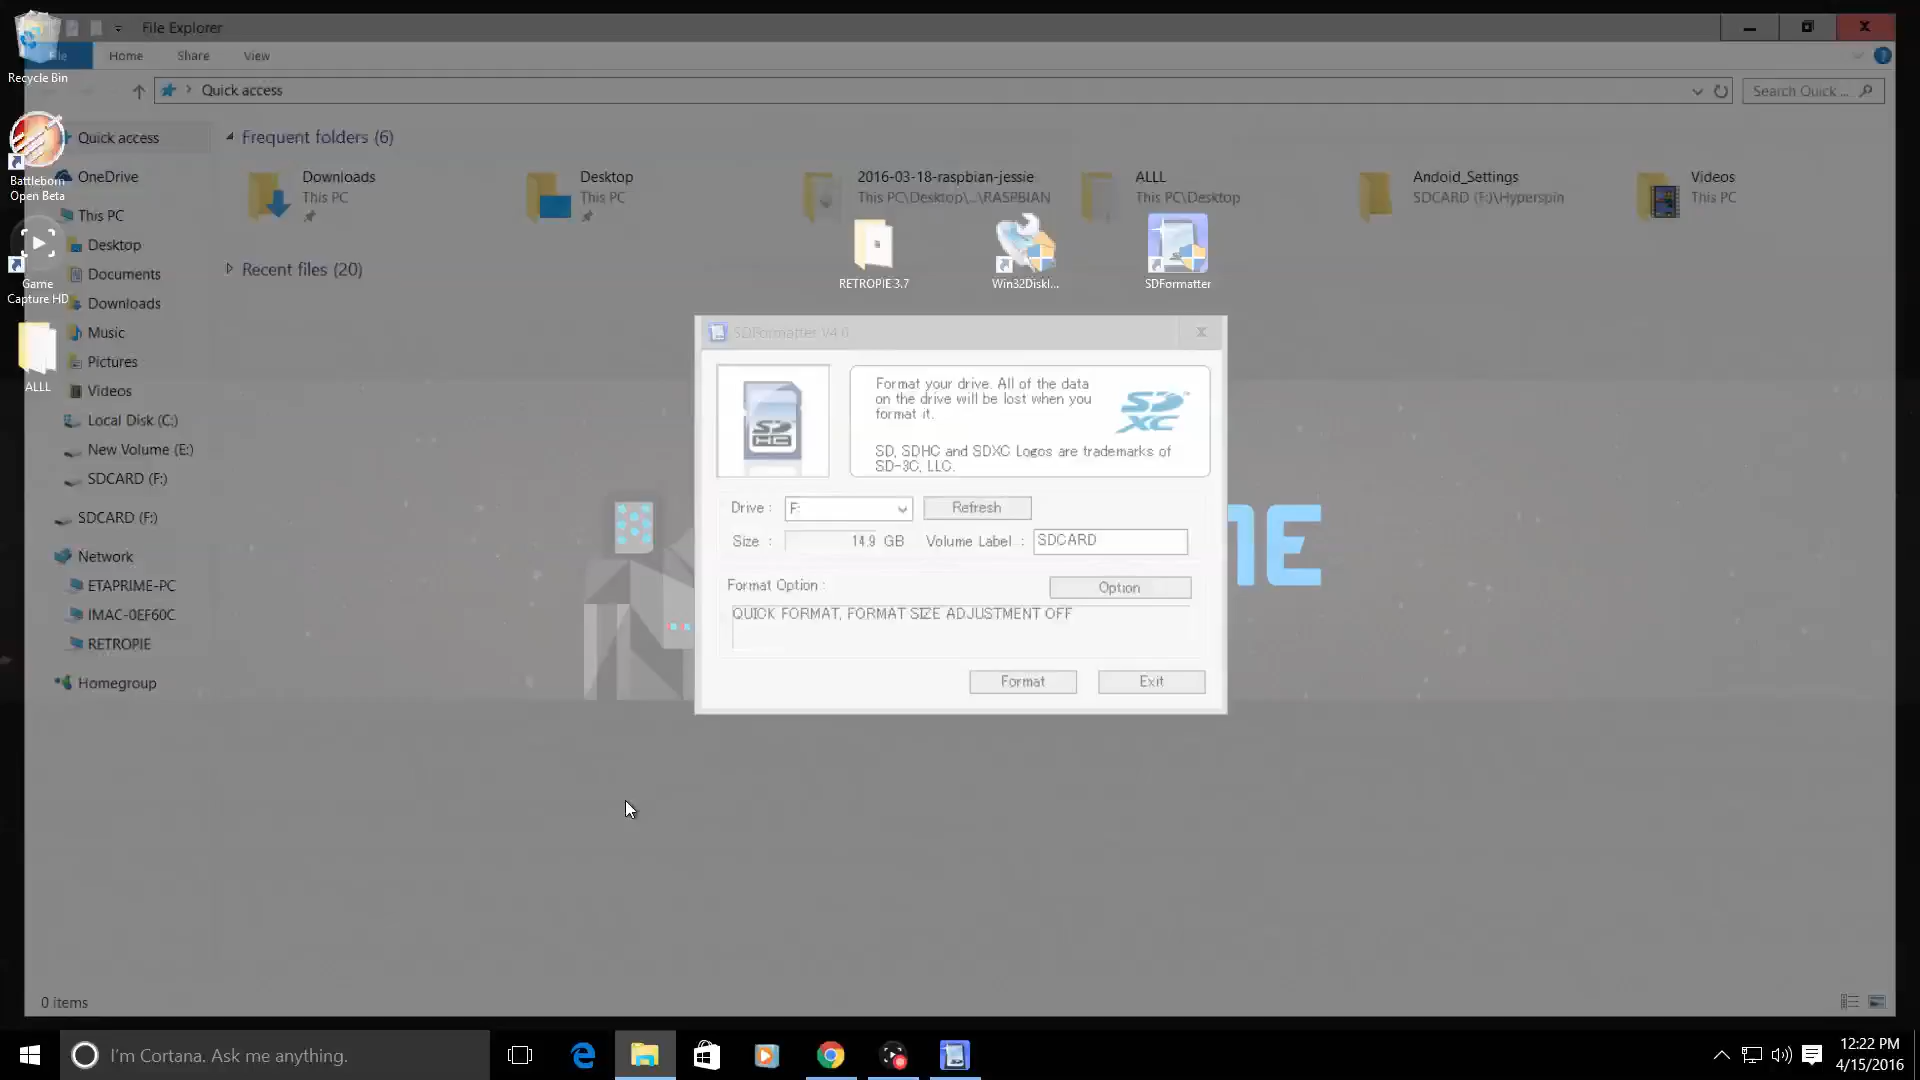 File Explorer
Recycle Bin
File
Home
Share
View
Quick access
Search Quick ...
Battleborn
Open Beta
Game
Capture HD
ALLL
Quick access
OneDrive
This PC
Desktop
Documents
Downloads
Music
Pictures
Videos
Local Disk (C:)
New Volume (E:)
SDCARD (F:)
SDCARD (F:)
Network
ETAPRIME-PC
IMAC-0EF60C
RETROPIE
Homegroup
Frequent folders (6)
Downloads
This PC
Desktop
This PC
2016-03-18-raspbian-jessie
This PC\Desktop\...\RASPBIAN
ALLL
This PC\Desktop
Andoid_Settings
SDCARD (F:)\Hyperspin
Videos
This PC
Recent files (20)
RETROPIE 3.7
Win32DiskI...
SDFormatter
SDFormatter V4.0
SD
HC
Format your drive. All of the data
on the drive will be lost when you
format it.
SD, SDHC and SDXC Logos are trademarks of
SD-3C, LLC.
SD
XC
Drive :
F:
Refresh
Size :
14.9 GB
Volume Label :
SDCARD
Format Option :
Option
QUICK FORMAT, FORMAT SIZE ADJUSTMENT OFF
Format
Exit
0 items
I'm Cortana. Ask me anything.
12:22 PM
4/15/2016